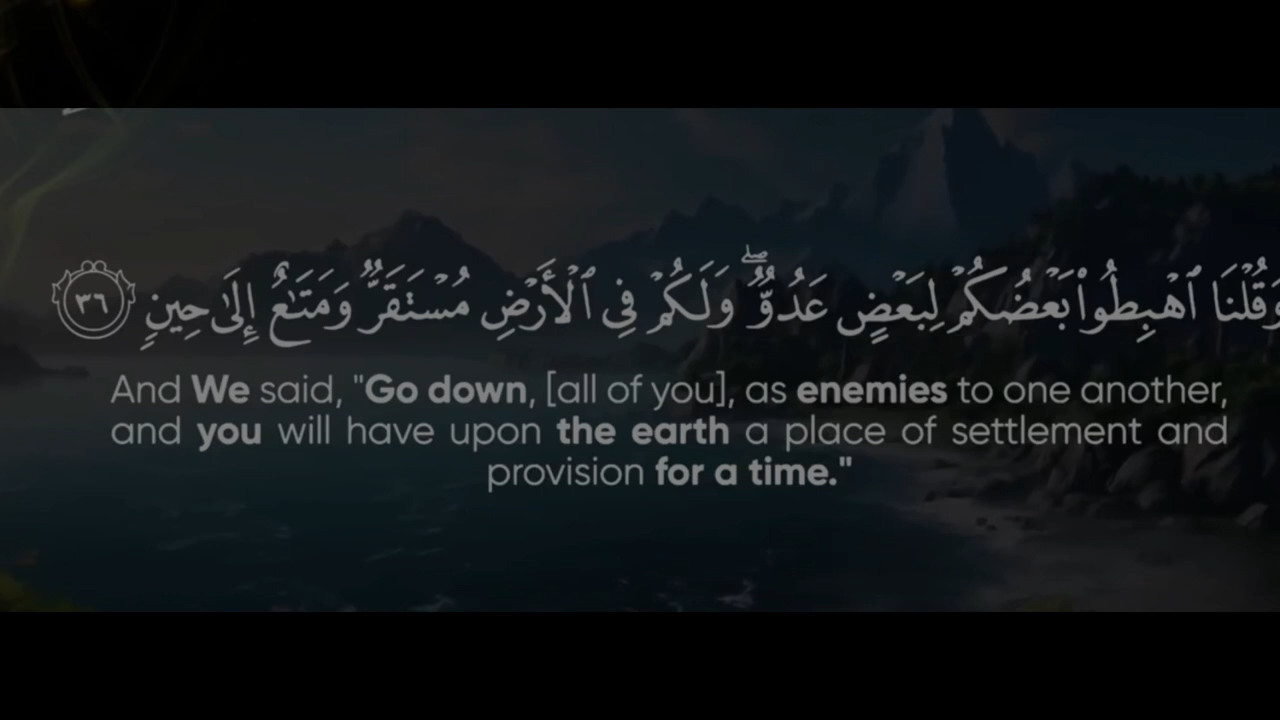 وَقُلْنَا ٱهْبِطُوا۟ بَعْضُكُمْ لِبَعْضٍ عَدُوٌّ ۖ وَلَكُمْ فِى ٱلْأَرْضِ مُسْتَقَرٌّ وَمَتَٰعٌ إِلَىٰ حِينٍ ٣٦
And We said, "Go down, [all of you], as enemies to one another,
and you will have upon the earth a place of settlement and
provision for a time."